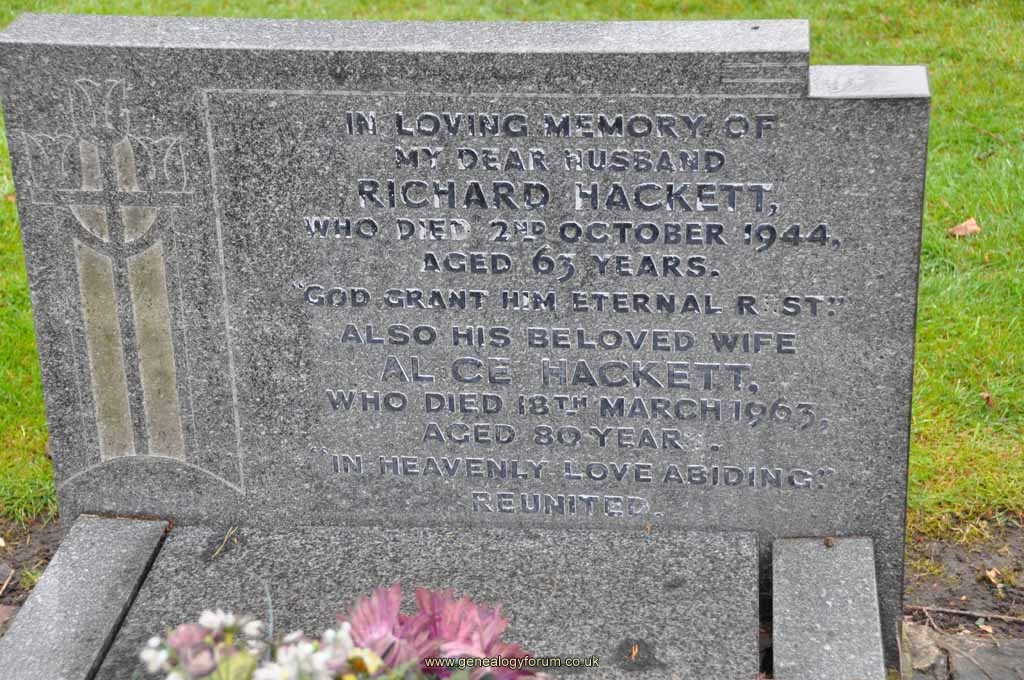 IN LOVING MEMORY OF
MY DEAR HUSBAND
RICHARD HACKETT,
WHO DIED 2ND OCTOBER 1944,
AGED 63 YEARS.
"GOD GRANT HIM ETERNAL R ST".
ALSO HIS BELOVED WIFE
AL CE HACKETT,
WHO DIED 18TH MARCH 1963,
AGED 80 YEAR .
"IN HEAVENLY LOVE ABIDING."
REUNITED.
www.genealogyforum.co.uk